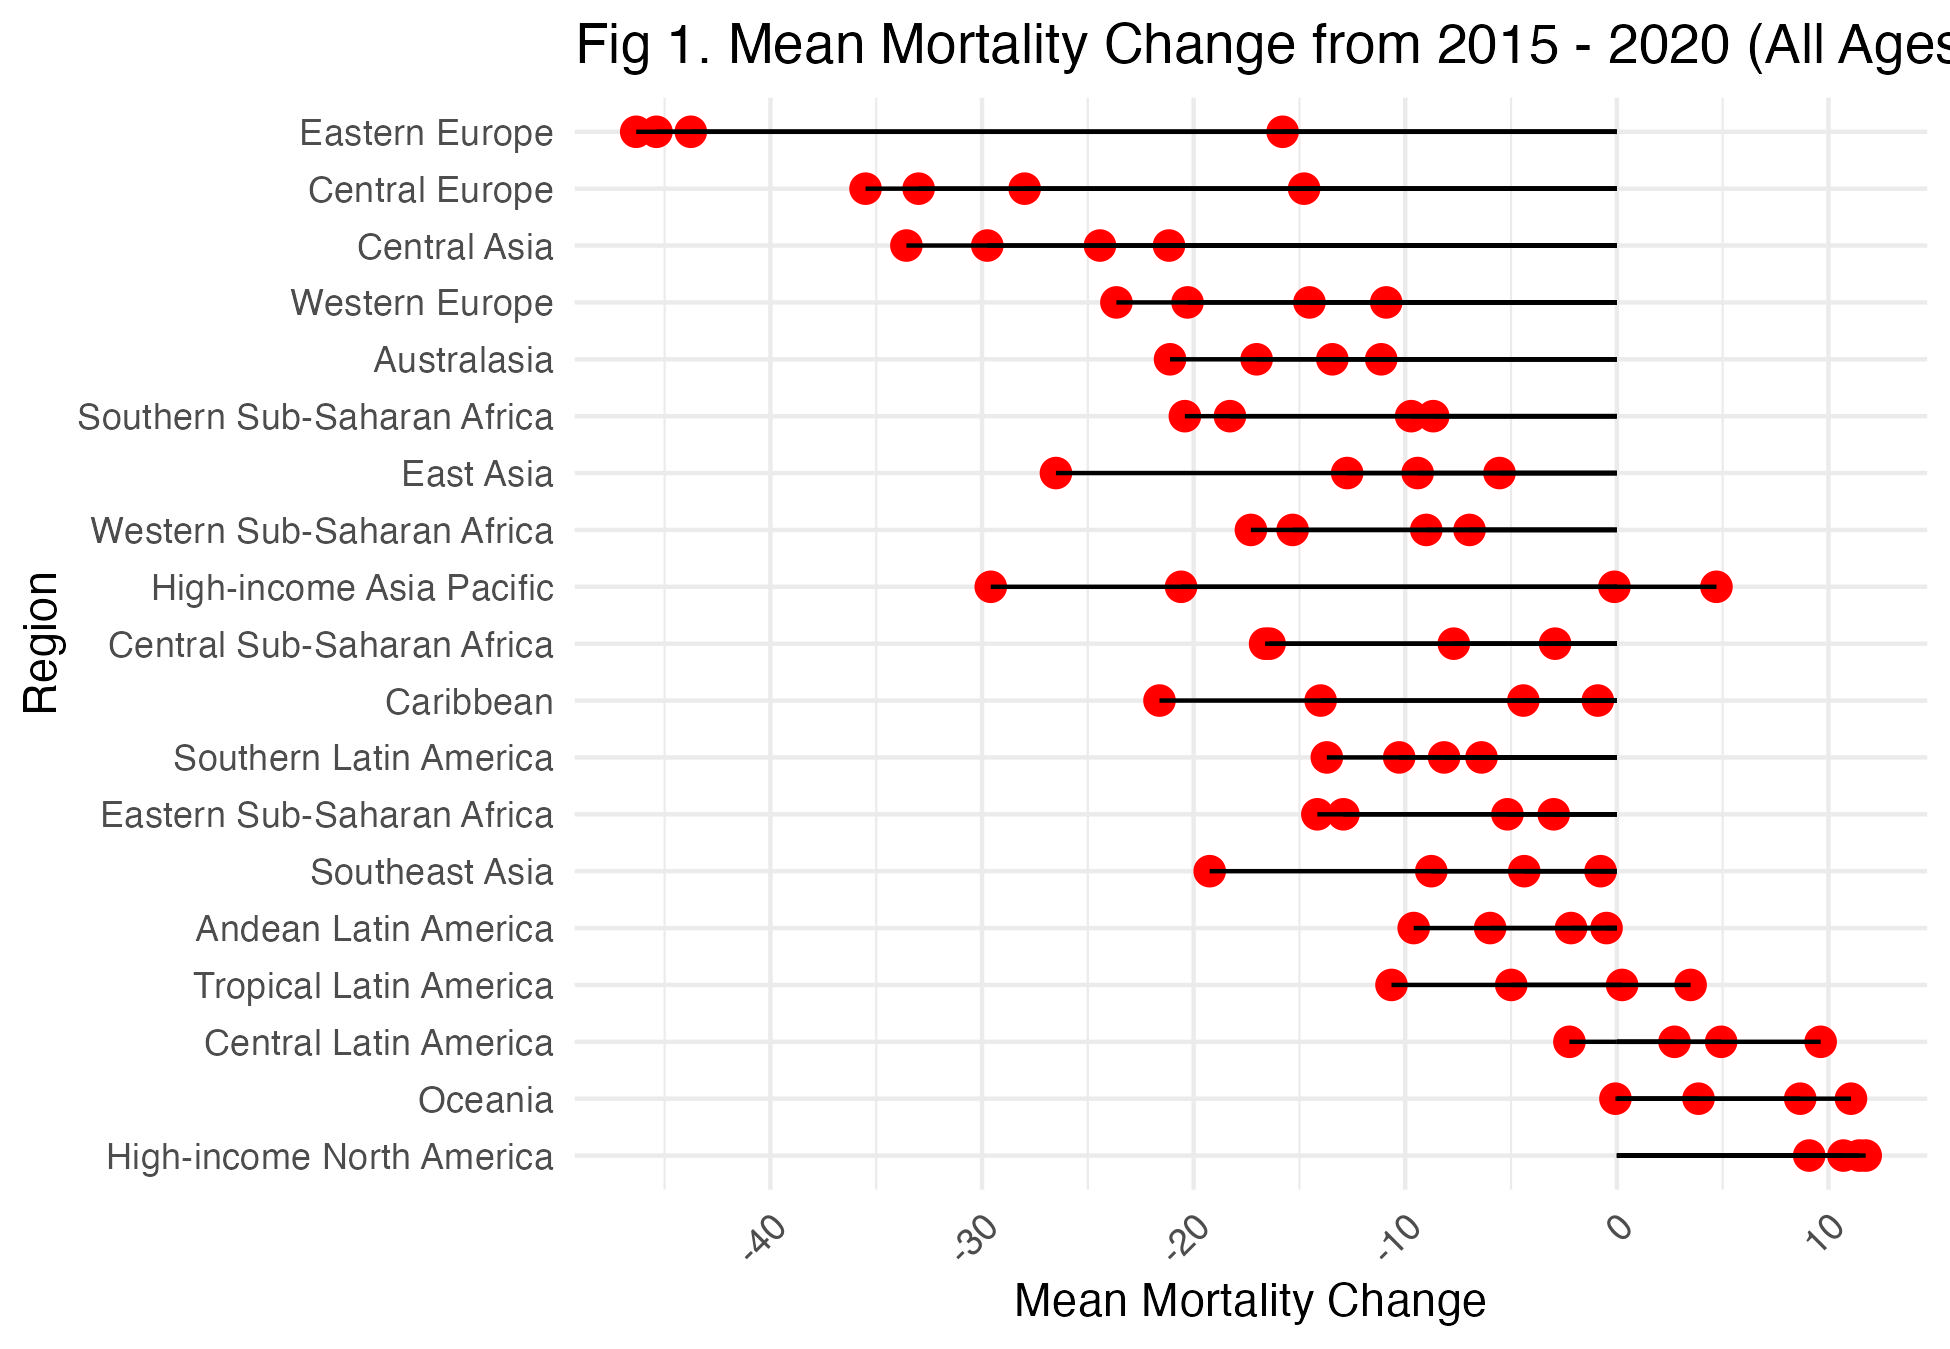 Fig 1. Mean Mortality Change from 2015 - 2020 (All Ages
Eastern Europe
Central Europe
Central Asia
Western Europe
Australasia
Southern Sub-Saharan Africa
East Asia
Western Sub-Saharan Africa
High-income Asia Pacific
Central Sub-Saharan Africa
Caribbean
Southern Latin America
Eastern Sub-Saharan Africa
Southeast Asia
Andean Latin America
Tropical Latin America
Central Latin America
Oceania
High-income North America
Region
-40 -30 -20 -10 0 10
Mean Mortality Change